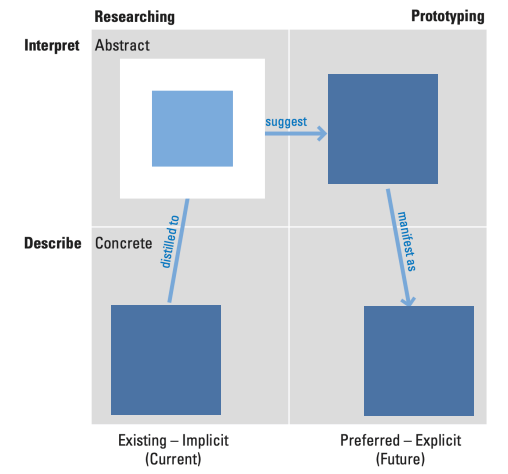 Researching
Prototyping
Interpret
Abstract
suggest
distilled to
manifest as
Describe
Concrete
Existing – Implicit
(Current)
Preferred – Explicit
(Future)